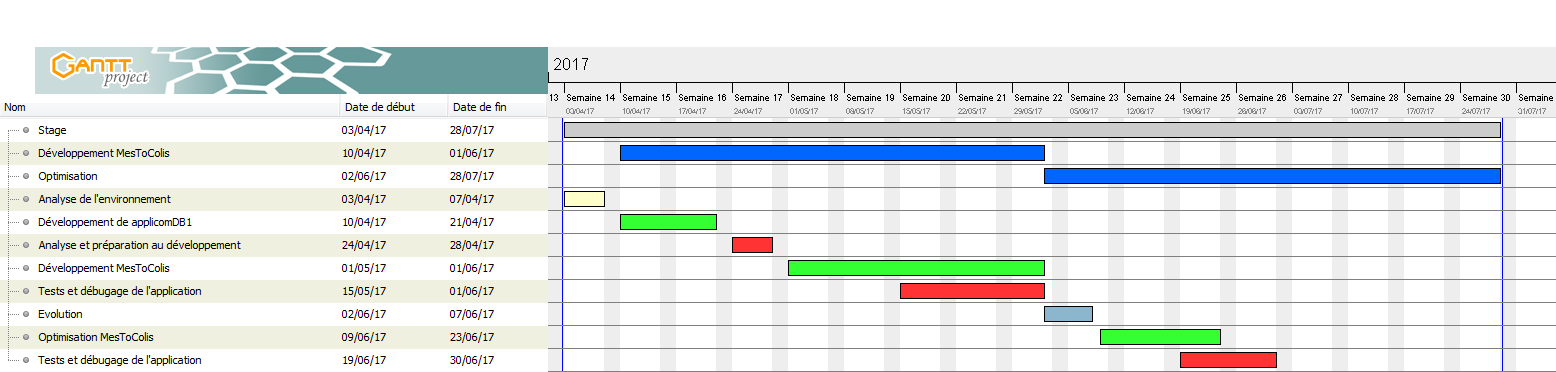 GANTT
project
2017
13 Semaine 14 Semaine 15 Semaine 16 Semaine 17 Semaine 18 Semaine 19 Semaine 20 Semaine 21 Semaine 22 Semaine 23 Semaine 24 Semaine 25 Semaine 26 Semaine 27 Semaine 28 Semaine 29 Semaine 30 Semaine
03/04/17 10/04/17 17/04/17 24/04/17 01/05/17 08/05/17 15/05/17 22/05/17 29/05/17 05/06/17 12/06/17 19/06/17 26/06/17 03/07/17 10/07/17 17/07/17 24/07/17 31/07/17
Nom Date de début Date de fin
Stage 03/04/17 28/07/17
Développement MesToColis 10/04/17 01/06/17
Optimisation 02/06/17 28/07/17
Analyse de l'environnement 03/04/17 07/04/17
Développement de applicomDB1 10/04/17 21/04/17
Analyse et préparation au développement 24/04/17 28/04/17
Développement MesToColis 01/05/17 01/06/17
Tests et débugage de l'application 15/05/17 01/06/17
Evolution 02/06/17 07/06/17
Optimisation MesToColis 09/06/17 23/06/17
Tests et débugage de l'application 19/06/17 30/06/17